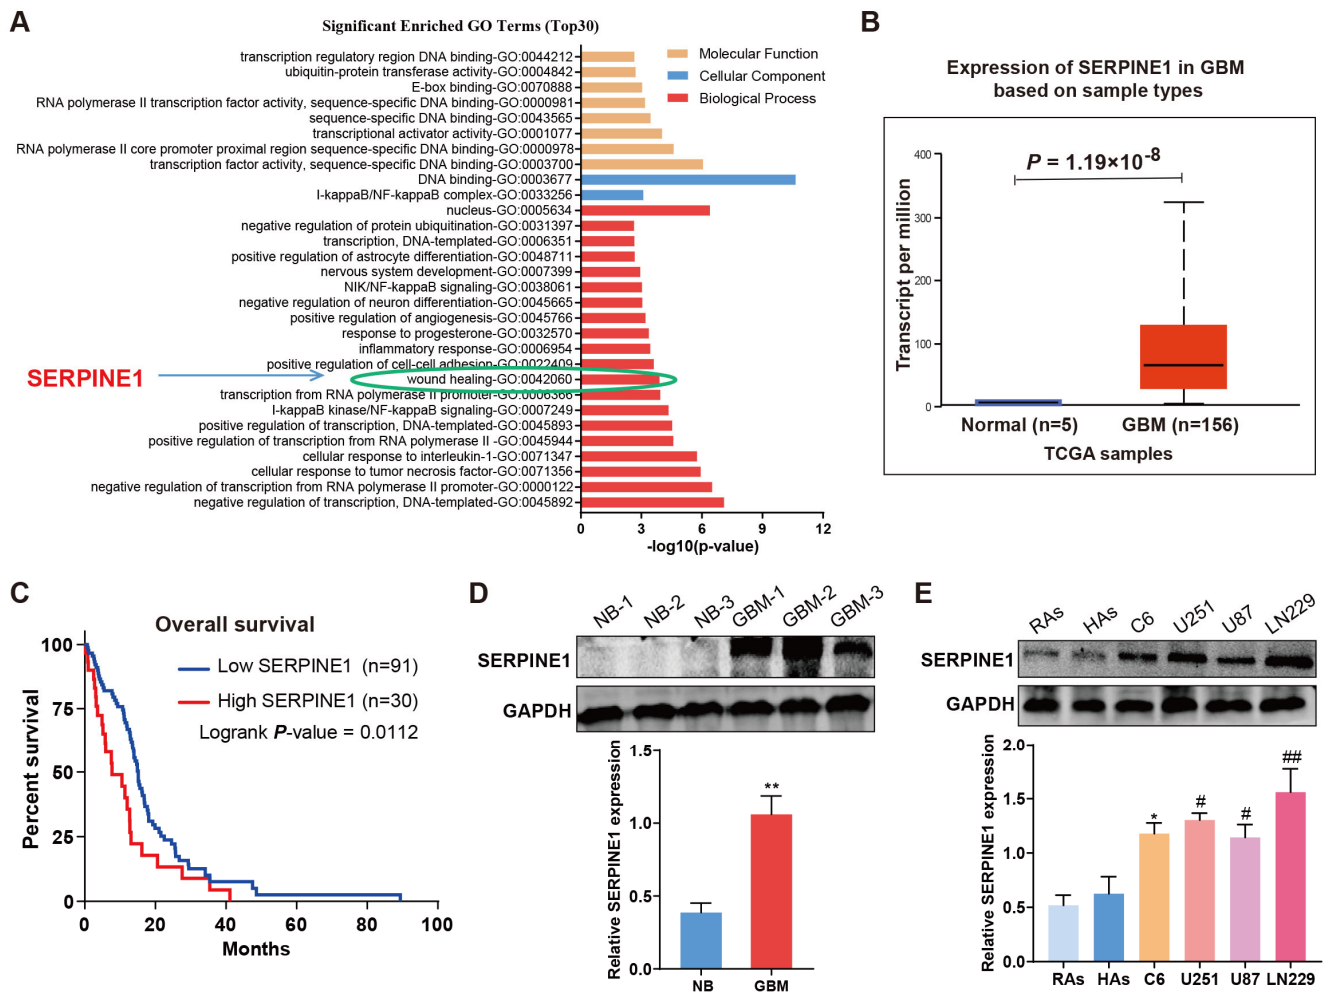 A
Significant Enriched GO Terms (Top30)
transcription regulatory region DNA binding-GO:0044212
ubiquitin-protein transferase activity-GO:0004842
E-box binding-GO:0070888
RNA polymerase II transcription factor activity, sequence-specific DNA binding-GO:0000981
sequence-specific DNA binding-GO:0043565
transcriptional activator activity-GO:0001077
RNA polymerase II core promoter proximal region sequence-specific DNA binding-GO:0000978
transcription factor activity, sequence-specific DNA binding-GO:0003700
DNA binding-GO:0003677
I-kappaB/NF-kappaB complex-GO:0033256
nucleus-GO:0005634
negative regulation of protein ubiquitination-GO:0031397
transcription, DNA-templated-GO:0006351
positive regulation of astrocyte differentiation-GO:0048711
nervous system development-GO:0007399
NIK/NF-kappaB signaling-GO:0038061
negative regulation of neuron differentiation-GO:0045665
positive regulation of angiogenesis-GO:0045766
response to progesterone-GO:0032570
inflammatory response-GO:0006954
positive regulation of cell-cell adhesion-GO:0022409
wound healing-GO:0042060
transcription from RNA polymerase II promoter-GO:0006366
I-kappaB kinase/NF-kappaB signaling-GO:0007249
positive regulation of transcription, DNA-templated-GO:0045893
positive regulation of transcription from RNA polymerase II -GO:0045944
cellular response to interleukin-1-GO:0071347
cellular response to tumor necrosis factor-GO:0071356
negative regulation of transcription from RNA polymerase II promoter-GO:0000122
negative regulation of transcription, DNA-templated-GO:0045892
SERPINE1
Molecular Function
Cellular Component
Biological Process
0 3 6 9 12
-log10(p-value)
B
Expression of SERPINE1 in GBM
based on sample types
P = 1.19×10-8
Transcript per million
400
300
200
100
0
Normal (n=5) GBM (n=156)
TCGA samples
C
Overall survival
Low SERPINE1 (n=91)
High SERPINE1 (n=30)
Logrank P-value = 0.0112
Percent survival
100
75
50
25
0
0 20 40 60 80 100
Months
D
NB-1 NB-2 NB-3 GBM-1 GBM-2 GBM-3
SERPINE1
GAPDH
Relative SERPINE1 expression
1.5
1.0
0.5
0.0
**
NB GBM
E
RAs HAs C6 U251 U87 LN229
SERPINE1
GAPDH
Relative SERPINE1 expression
2.0
1.5
1.0
0.5
0.0
* # # ##
RAs HAs C6 U251 U87 LN229